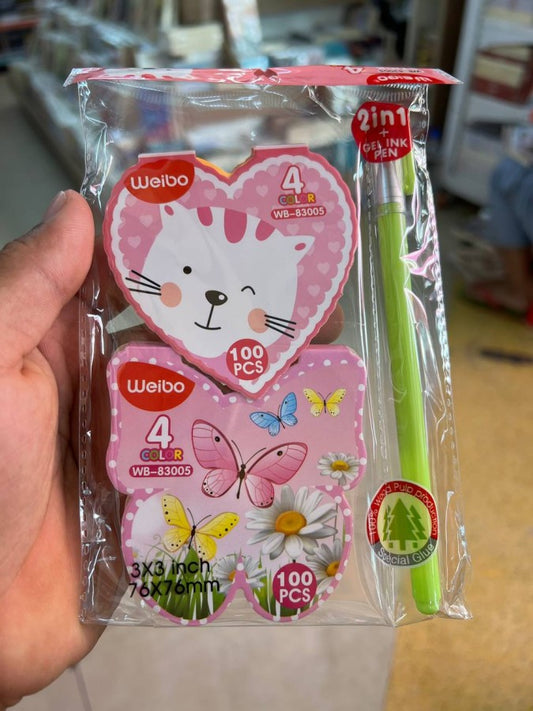 Weibo
2in1
+
GEL INK
PEN
Weibo
4
COLOR
WB-83005
100
PCS
Weibo
4
COLOR
WB-83005
3X3 inch
76X76mm
100
PCS
100% Wood Pulp production
Special Glue